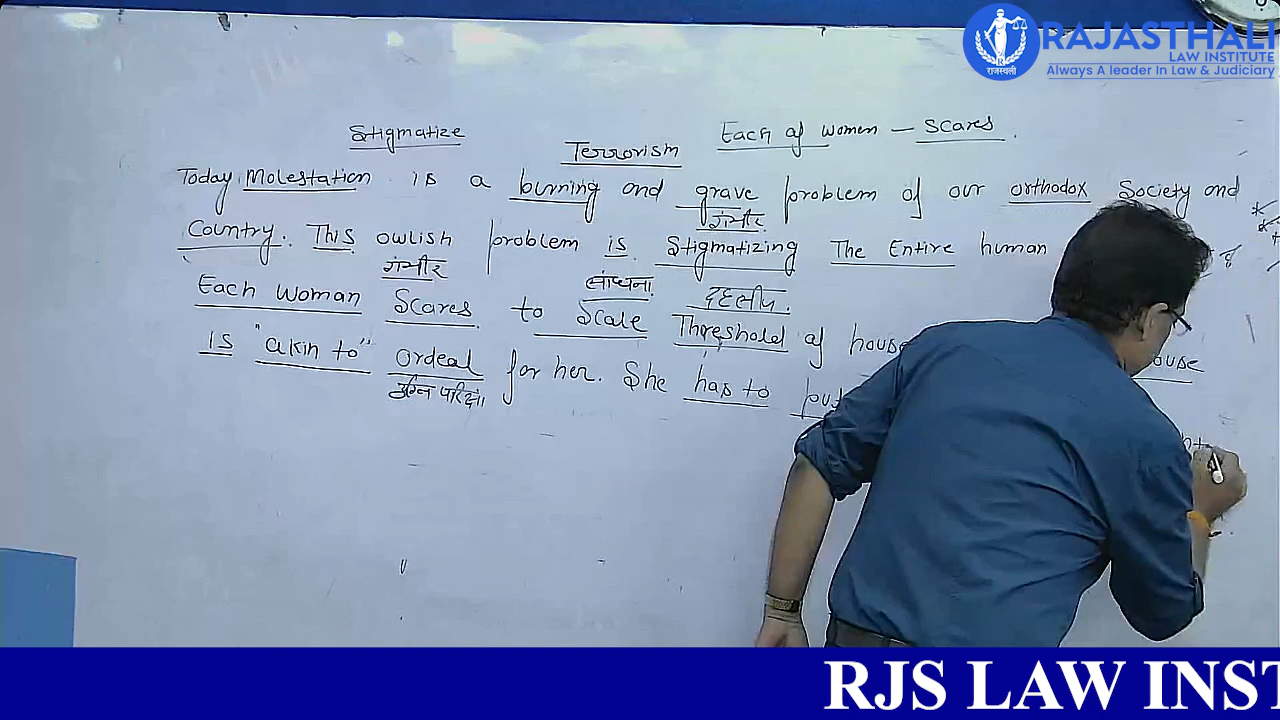 RAJASTHALI
LAW INSTITUTE
Always A leader In Law & Judiciary
राजस्थली
Stigmatize
Terrorism
Each of women – Scares.
Today Molestation is a burning and grave problem of our orthodox Society and
गंभीर
Country. This owlish problem is Stigmatizing The Entire human
गंभीर
Each woman Scares to Scale Threshold of house
दहलीज
is "akin to" ordeal for her. She has to put
RJS LAW INST